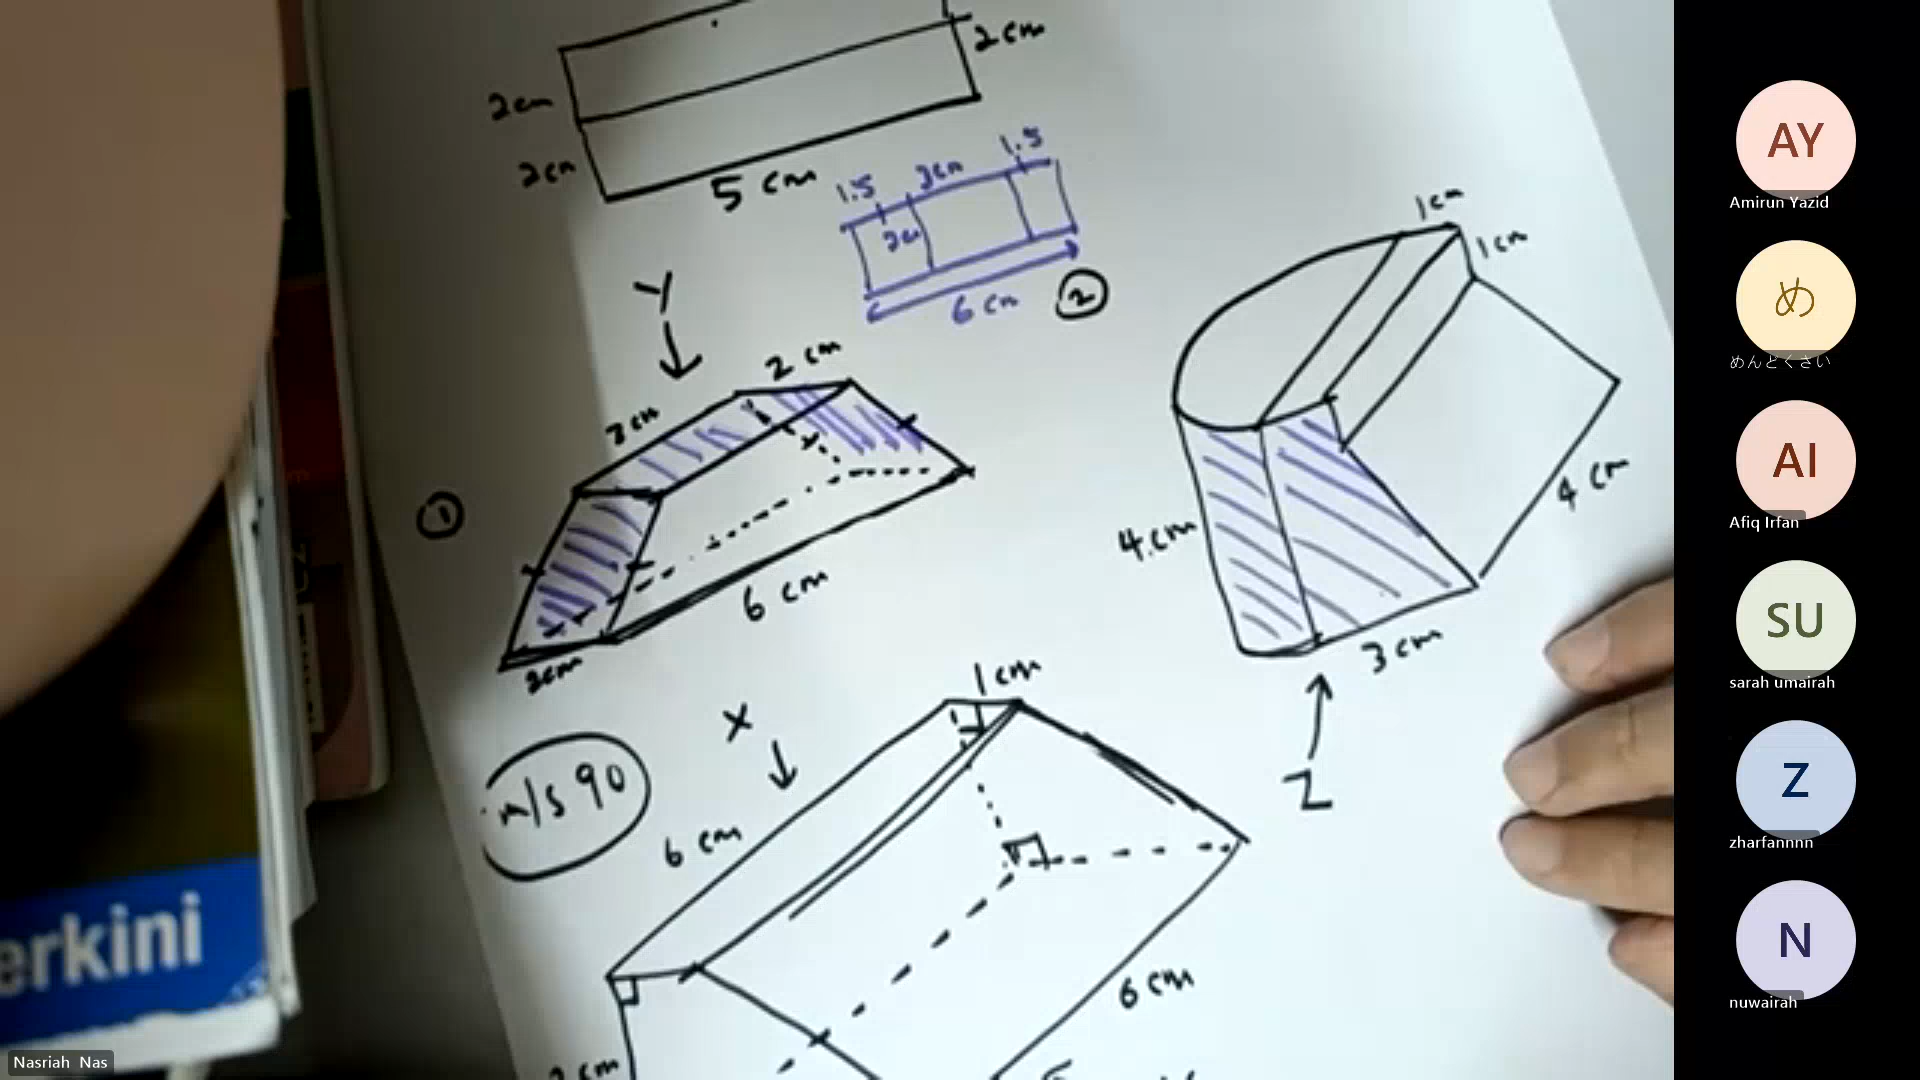 2cm
2cm
2cm
5 cm
1.5
3cm
1.5
6 cm
2
Y
2 cm
3cm
1
6 cm
1cm
1cm
4 cm
4 cm
3 cm
Z
m/s 90
X
1cm
6 cm
6 cm
erkini
Nasriah Nas
AY
Amirun Yazid
め
めんどくさい
AI
Afiq Irfan
SU
sarah umairah
Z
zharfannnn
N
nuwairah